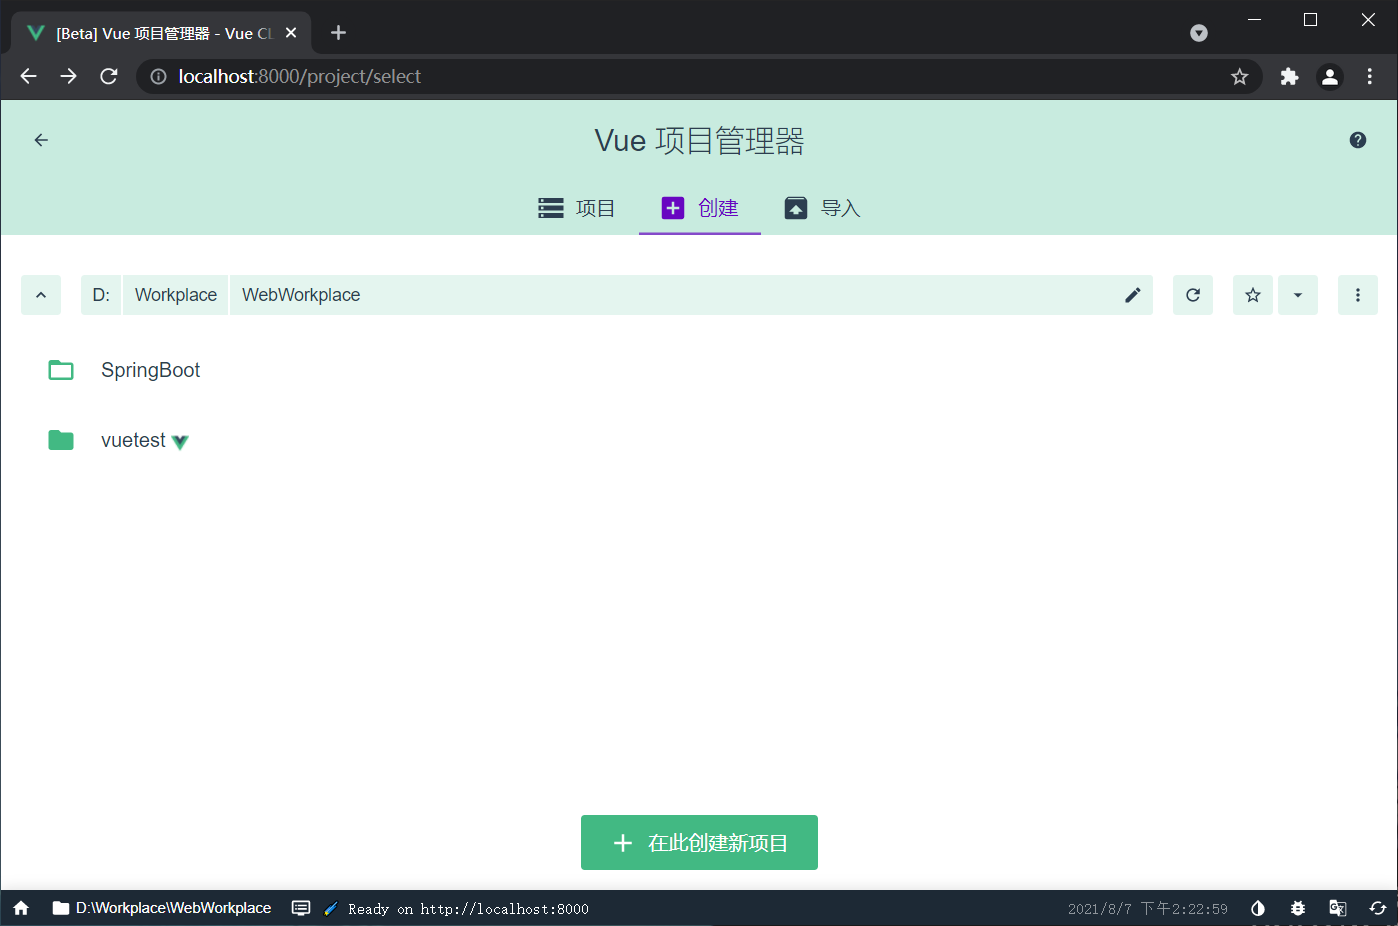 [Beta] Vue 项目管理器 - Vue CL
localhost:8000/project/select
Vue 项目管理器
项目 创建 导入
D: Workplace WebWorkplace
SpringBoot
vuetest
在此创建新项目
D:\Workplace\WebWorkplace Ready on http://localhost:8000 2021/8/7 下午2:22:59